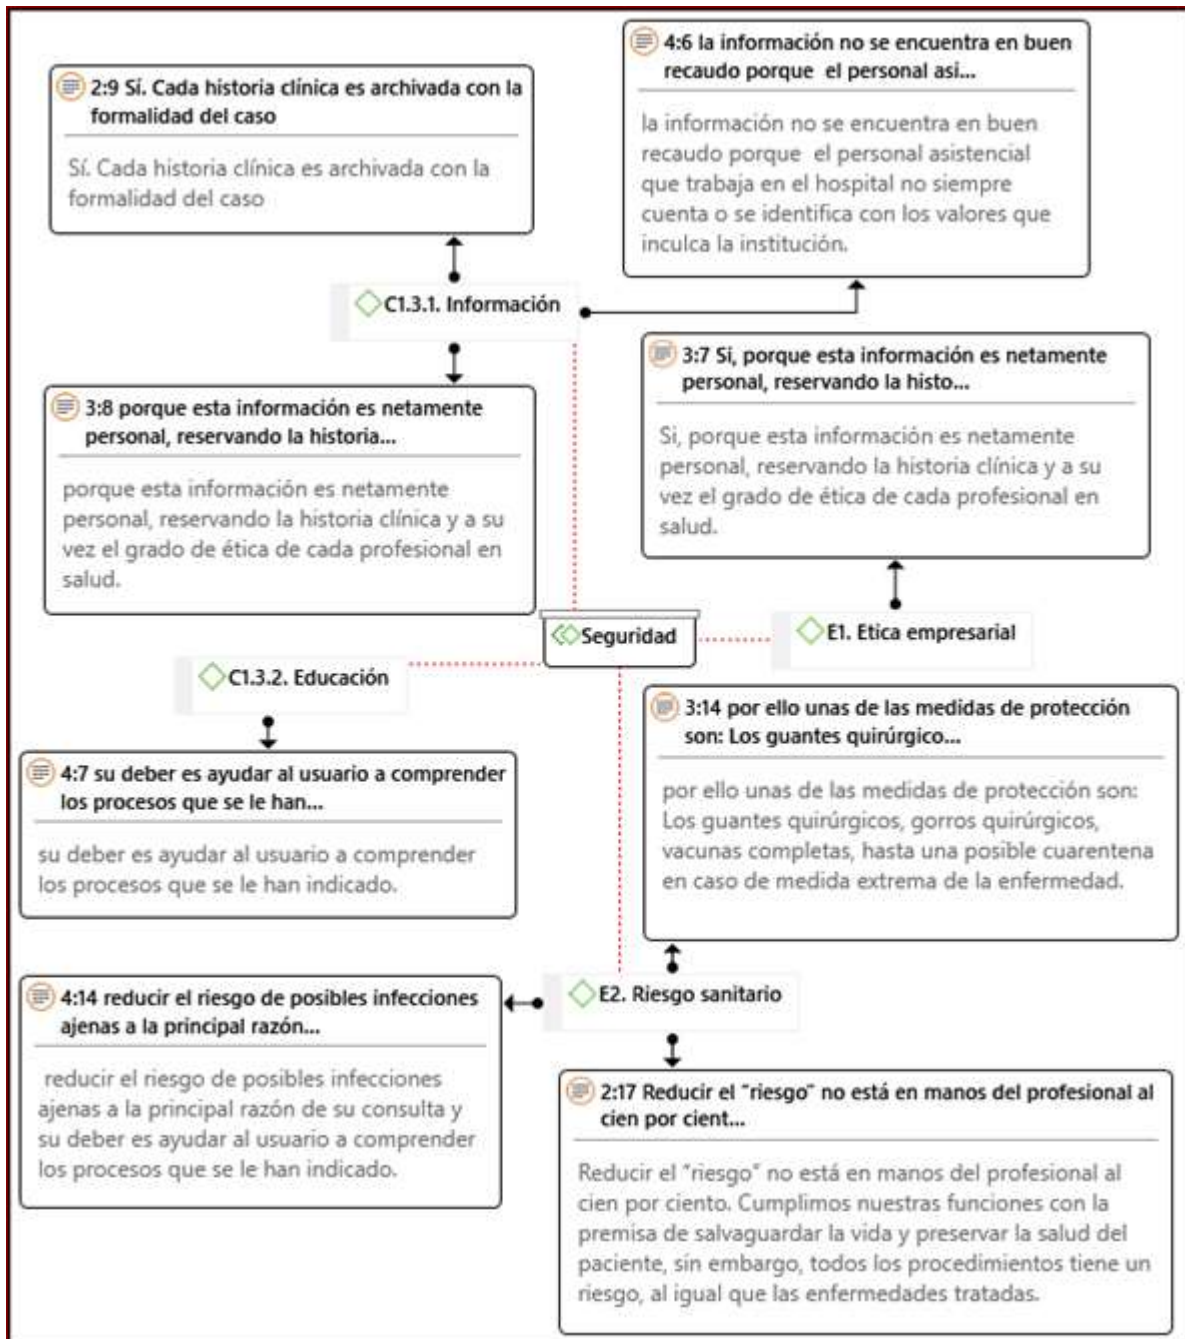 4:6 la información no se encuentra en buen
recaudo porque  el personal asi...
la información no se encuentra en buen
recaudo porque  el personal asistencial
que trabaja en el hospital no siempre
cuenta o se identifica con los valores que
inculca la institución.
2:9 Sí. Cada historia clínica es archivada con la
formalidad del caso
Sí. Cada historia clínica es archivada con la
formalidad del caso
C1.3.1. Información
3:7 Si, porque esta información es netamente
personal, reservando la histo...
Si, porque esta información es netamente
personal, reservando la historia clínica y a su
vez el grado de ética de cada profesional en
salud.
3:8 porque esta información es netamente
personal, reservando la historia...
porque esta información es netamente
personal, reservando la historia clínica y a su
vez el grado de ética de cada profesional en
salud.
Seguridad
E1. Etica empresarial
C1.3.2. Educación
3:14 por ello unas de las medidas de protección
son: Los guantes quirúrgico...
por ello unas de las medidas de protección son:
Los guantes quirúrgicos, gorros quirúrgicos,
vacunas completas, hasta una posible cuarentena
en caso de medida extrema de la enfermedad.
4:7 su deber es ayudar al usuario a comprender
los procesos que se le han...
su deber es ayudar al usuario a comprender
los procesos que se le han indicado.
E2. Riesgo sanitario
4:14 reducir el riesgo de posibles infecciones
ajenas a la principal razón...
reducir el riesgo de posibles infecciones
ajenas a la principal razón de su consulta y
su deber es ayudar al usuario a comprender
los procesos que se le han indicado.
2:17 Reducir el "riesgo" no está en manos del profesional al
cien por cient...
Reducir el "riesgo" no está en manos del profesional al
cien por ciento. Cumplimos nuestras funciones con la
premisa de salvaguardar la vida y preservar la salud del
paciente, sin embargo, todos los procedimientos tiene un
riesgo, al igual que las enfermedades tratadas.